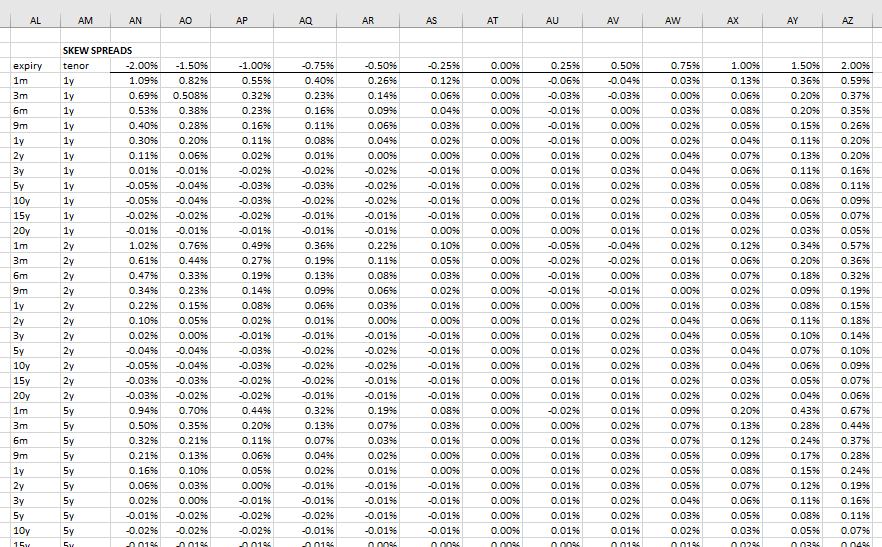 AL AM AN AO AP AQ AR AS AT AU AV AW AX AY AZ
SKEW SPREADS
expiry tenor -2.00% -1.50% -1.00% -0.75% -0.50% -0.25% 0.00% 0.25% 0.50% 0.75% 1.00% 1.50% 2.00%
1m 1y 1.09% 0.82% 0.55% 0.40% 0.26% 0.12% 0.00% -0.06% -0.04% 0.03% 0.13% 0.36% 0.59%
3m 1y 0.69% 0.508% 0.32% 0.23% 0.14% 0.06% 0.00% -0.03% -0.03% 0.00% 0.06% 0.20% 0.37%
6m 1y 0.53% 0.38% 0.23% 0.16% 0.09% 0.04% 0.00% -0.01% 0.00% 0.03% 0.08% 0.20% 0.35%
9m 1y 0.40% 0.28% 0.16% 0.11% 0.06% 0.03% 0.00% -0.01% 0.00% 0.02% 0.05% 0.15% 0.26%
1y 1y 0.30% 0.20% 0.11% 0.08% 0.04% 0.02% 0.00% -0.01% 0.00% 0.02% 0.04% 0.11% 0.20%
2y 1y 0.11% 0.06% 0.02% 0.01% 0.00% 0.00% 0.00% 0.01% 0.02% 0.04% 0.07% 0.13% 0.20%
3y 1y 0.01% -0.01% -0.02% -0.02% -0.02% -0.01% 0.00% 0.01% 0.03% 0.04% 0.06% 0.11% 0.16%
5y 1y -0.05% -0.04% -0.03% -0.03% -0.02% -0.01% 0.00% 0.01% 0.02% 0.03% 0.05% 0.08% 0.11%
10y 1y -0.05% -0.04% -0.03% -0.02% -0.02% -0.01% 0.00% 0.01% 0.02% 0.03% 0.04% 0.06% 0.09%
15y 1y -0.02% -0.02% -0.02% -0.01% -0.01% -0.01% 0.00% 0.01% 0.01% 0.02% 0.03% 0.05% 0.07%
20y 1y -0.01% -0.01% -0.01% -0.01% -0.01% 0.00% 0.00% 0.00% 0.01% 0.01% 0.02% 0.03% 0.05%
1m 2y 1.02% 0.76% 0.49% 0.36% 0.22% 0.10% 0.00% -0.05% -0.04% 0.02% 0.12% 0.34% 0.57%
3m 2y 0.61% 0.44% 0.27% 0.19% 0.11% 0.05% 0.00% -0.02% -0.02% 0.01% 0.06% 0.20% 0.36%
6m 2y 0.47% 0.33% 0.19% 0.13% 0.08% 0.03% 0.00% -0.01% 0.00% 0.03% 0.07% 0.18% 0.32%
9m 2y 0.34% 0.23% 0.14% 0.09% 0.06% 0.02% 0.00% -0.01% -0.01% 0.00% 0.02% 0.09% 0.19%
1y 2y 0.22% 0.15% 0.08% 0.06% 0.03% 0.01% 0.00% 0.00% 0.00% 0.01% 0.03% 0.08% 0.15%
2y 2y 0.10% 0.05% 0.02% 0.01% 0.00% 0.00% 0.00% 0.01% 0.02% 0.04% 0.06% 0.11% 0.18%
3y 2y 0.02% 0.00% -0.01% -0.01% -0.01% -0.01% 0.00% 0.01% 0.02% 0.04% 0.05% 0.10% 0.14%
5y 2y -0.04% -0.04% -0.03% -0.02% -0.02% -0.01% 0.00% 0.01% 0.02% 0.03% 0.04% 0.07% 0.10%
10y 2y -0.05% -0.04% -0.03% -0.02% -0.02% -0.01% 0.00% 0.01% 0.02% 0.03% 0.04% 0.06% 0.09%
15y 2y -0.03% -0.03% -0.02% -0.02% -0.01% -0.01% 0.00% 0.01% 0.01% 0.02% 0.03% 0.05% 0.07%
20y 2y -0.03% -0.02% -0.02% -0.01% -0.01% -0.01% 0.00% 0.01% 0.01% 0.02% 0.02% 0.04% 0.06%
1m 5y 0.94% 0.70% 0.44% 0.32% 0.19% 0.08% 0.00% -0.02% 0.01% 0.09% 0.20% 0.43% 0.67%
3m 5y 0.50% 0.35% 0.20% 0.13% 0.07% 0.03% 0.00% 0.00% 0.02% 0.07% 0.13% 0.28% 0.44%
6m 5y 0.32% 0.21% 0.11% 0.07% 0.03% 0.01% 0.00% 0.01% 0.03% 0.07% 0.12% 0.24% 0.37%
9m 5y 0.21% 0.13% 0.06% 0.04% 0.02% 0.00% 0.00% 0.01% 0.03% 0.05% 0.09% 0.17% 0.28%
1y 5y 0.16% 0.10% 0.05% 0.02% 0.01% 0.00% 0.00% 0.01% 0.02% 0.05% 0.08% 0.15% 0.24%
2y 5y 0.06% 0.03% 0.00% -0.01% -0.01% -0.01% 0.00% 0.01% 0.03% 0.05% 0.07% 0.12% 0.19%
3y 5y 0.02% 0.00% -0.01% -0.01% -0.01% -0.01% 0.00% 0.01% 0.02% 0.04% 0.06% 0.11% 0.16%
5y 5y -0.01% -0.02% -0.02% -0.02% -0.01% -0.01% 0.00% 0.01% 0.02% 0.03% 0.05% 0.08% 0.11%
10y 5y -0.02% -0.02% -0.02% -0.01% -0.01% -0.01% 0.00% 0.01% 0.01% 0.02% 0.03% 0.05% 0.07%